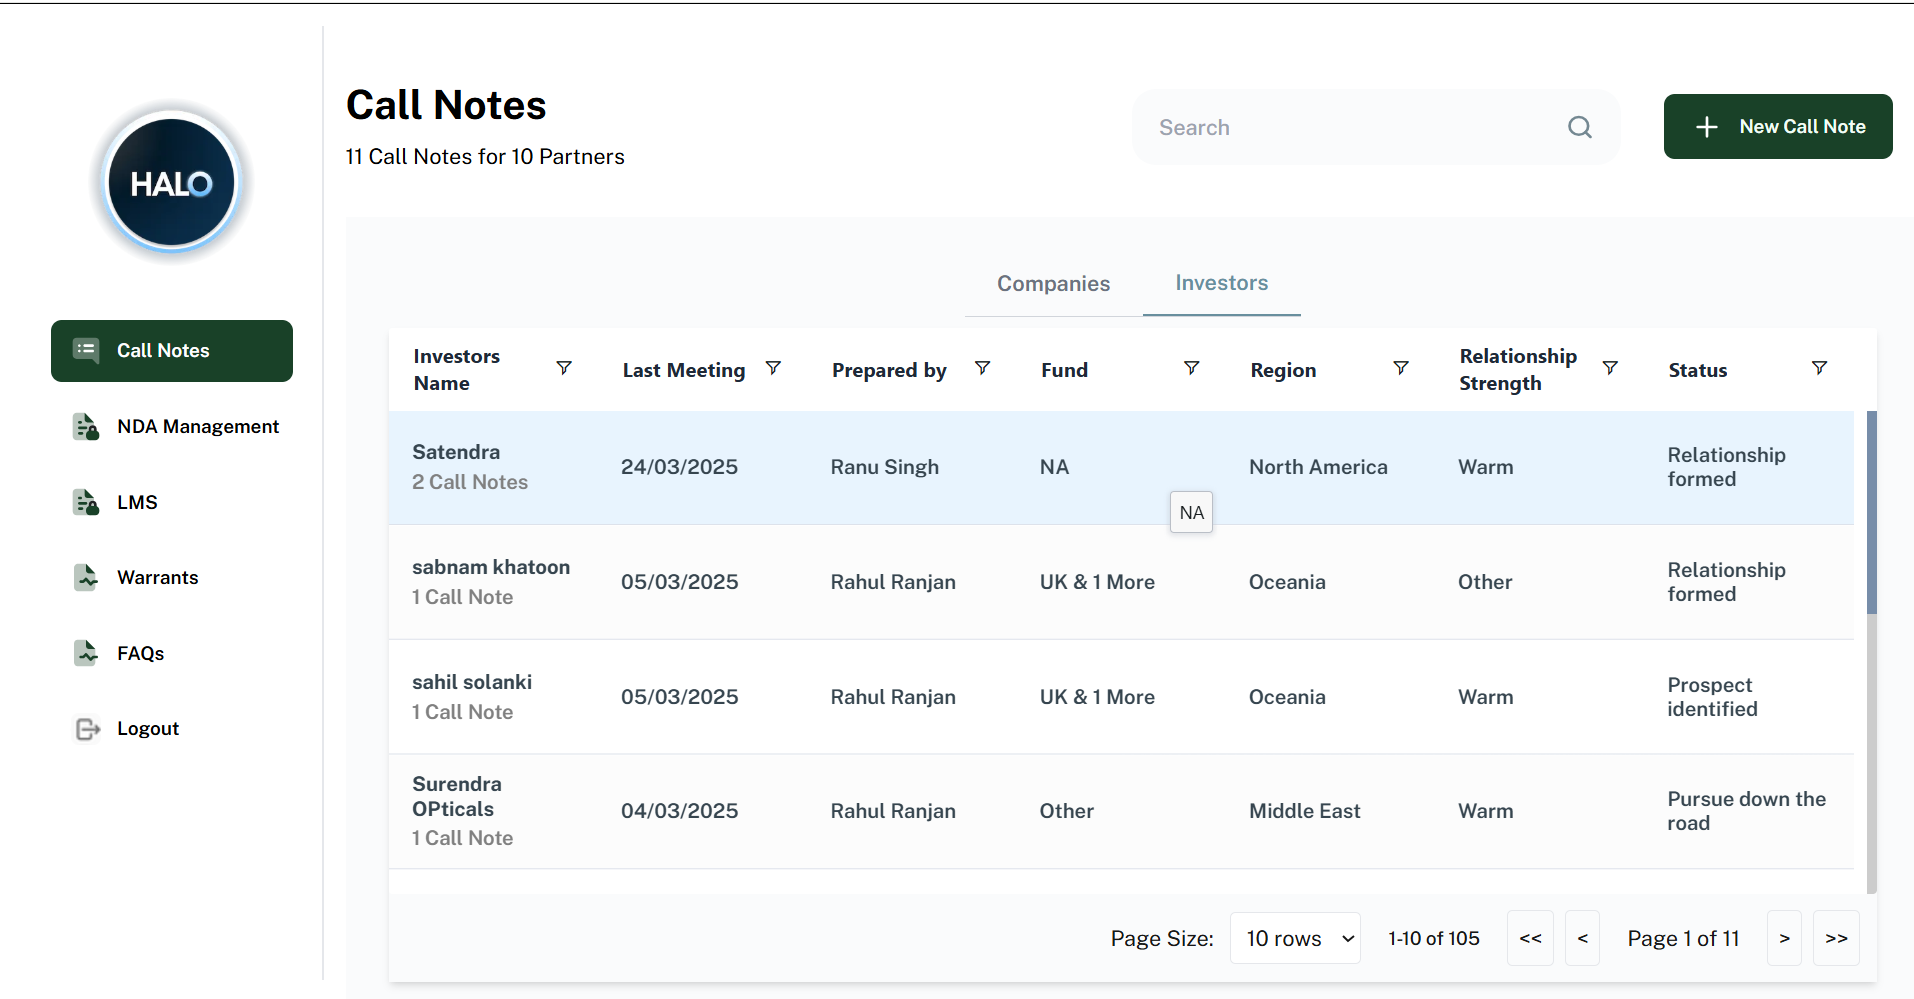 HALO
Call Notes
NDA Management
LMS
Warrants
FAQs
Logout
Call Notes
11 Call Notes for 10 Partners
Search
New Call Note
Companies
Investors
Investors Name
Last Meeting
Prepared by
Fund
Region
Relationship Strength
Status
Satendra
2 Call Notes
24/03/2025
Ranu Singh
NA
North America
Warm
Relationship formed
NA
sabnam khatoon
1 Call Note
05/03/2025
Rahul Ranjan
UK & 1 More
Oceania
Other
Relationship formed
sahil solanki
1 Call Note
05/03/2025
Rahul Ranjan
UK & 1 More
Oceania
Warm
Prospect identified
Surendra OPticals
1 Call Note
04/03/2025
Rahul Ranjan
Other
Middle East
Warm
Pursue down the road
Page Size:
10 rows
1-10 of 105
<<
<
Page 1 of 11
>
>>